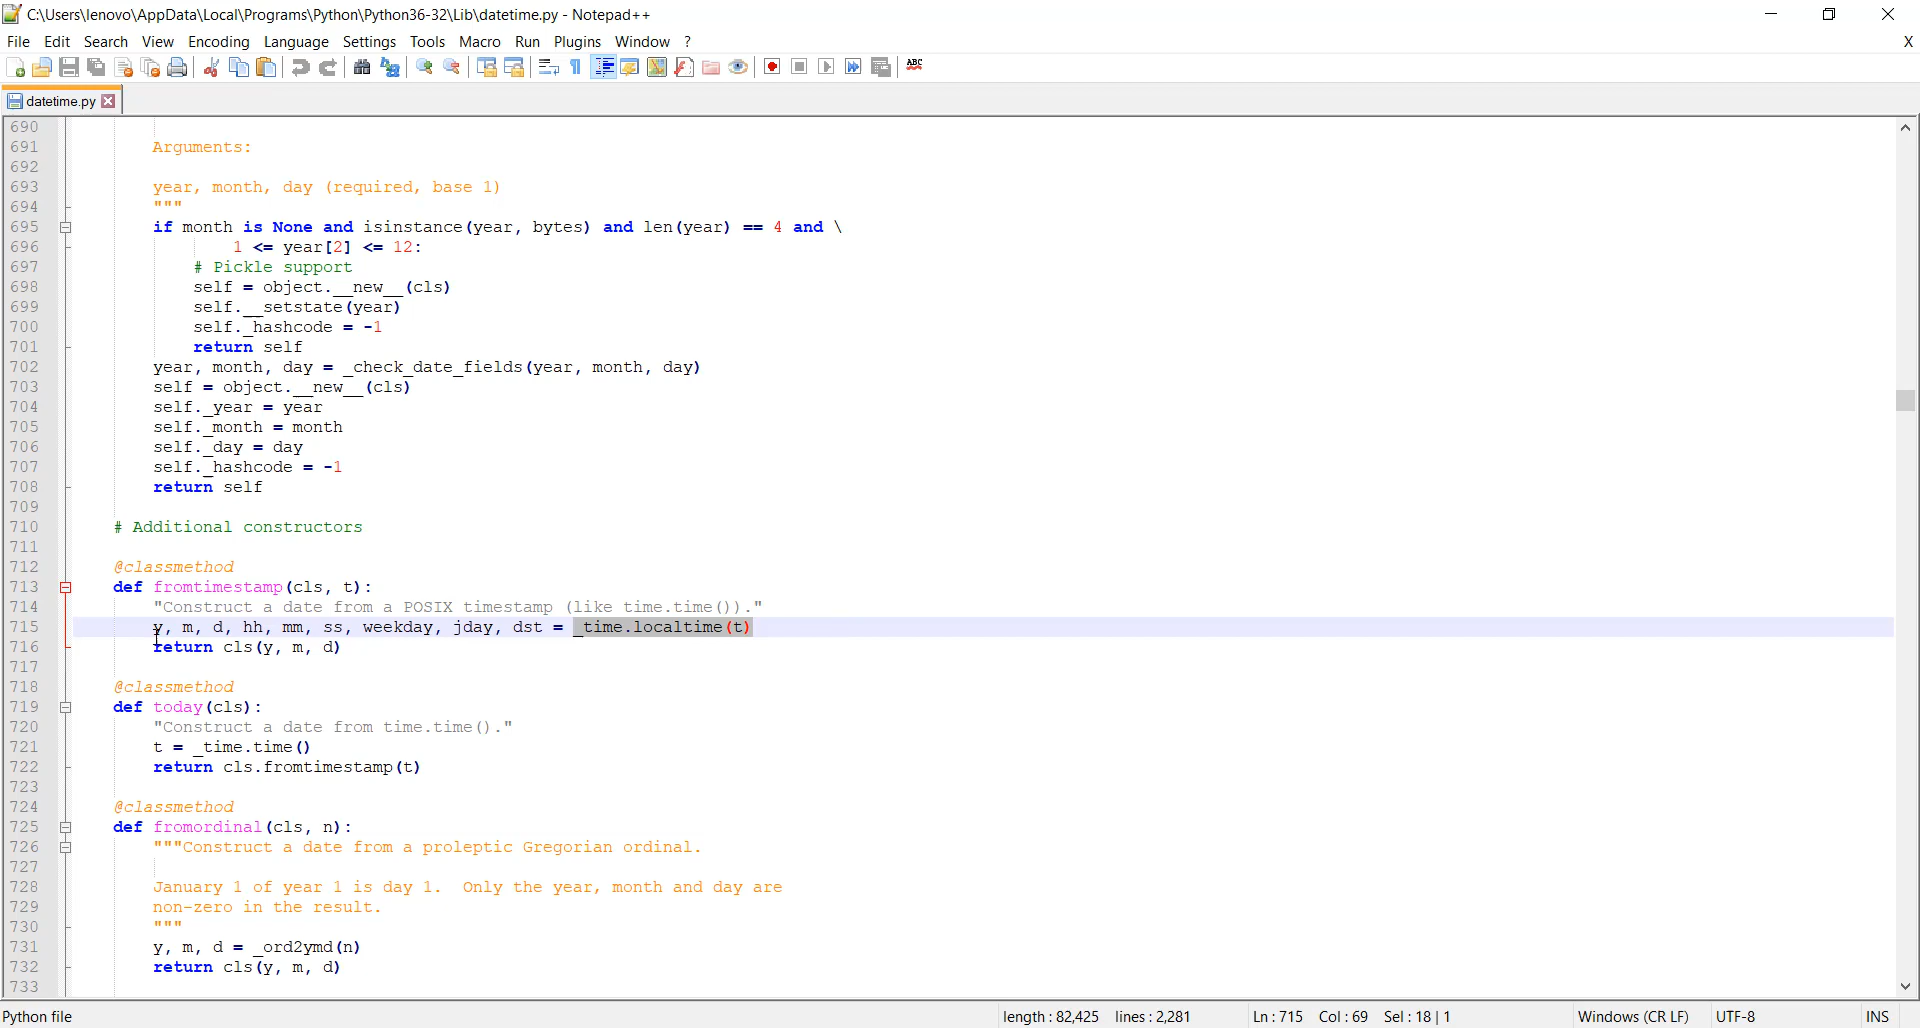 C:\Users\lenovo\AppData\Local\Programs\Python\Python36-32\Lib\datetime.py - Notepad++
File Edit Search View Encoding Language Settings Tools Macro Run Plugins Window ? X
ABC
datetime.py
690
691 Arguments:
692
693 year, month, day (required, base 1)
694 """
695 if month is None and isinstance(year, bytes) and len(year) == 4 and \
696 1 <= year[2] <= 12:
697 # Pickle support
698 self = object.__new__(cls)
699 self.__setstate(year)
700 self._hashcode = -1
701 return self
702 year, month, day = _check_date_fields(year, month, day)
703 self = object.__new__(cls)
704 self._year = year
705 self._month = month
706 self._day = day
707 self._hashcode = -1
708 return self
709
710 # Additional constructors
711
712 @classmethod
713 def fromtimestamp(cls, t):
714 "Construct a date from a POSIX timestamp (like time.time())."
715 y, m, d, hh, mm, ss, weekday, jday, dst = _time.localtime(t)
716 return cls(y, m, d)
717
718 @classmethod
719 def today(cls):
720 "Construct a date from time.time()."
721 t = _time.time()
722 return cls.fromtimestamp(t)
723
724 @classmethod
725 def fromordinal(cls, n):
726 """Construct a date from a proleptic Gregorian ordinal.
727
728 January 1 of year 1 is day 1.  Only the year, month and day are
729 non-zero in the result.
730 """
731 y, m, d = _ord2ymd(n)
732 return cls(y, m, d)
733
Python file length : 82,425 lines : 2,281 Ln : 715 Col : 69 Sel : 18 | 1 Windows (CR LF) UTF-8 INS